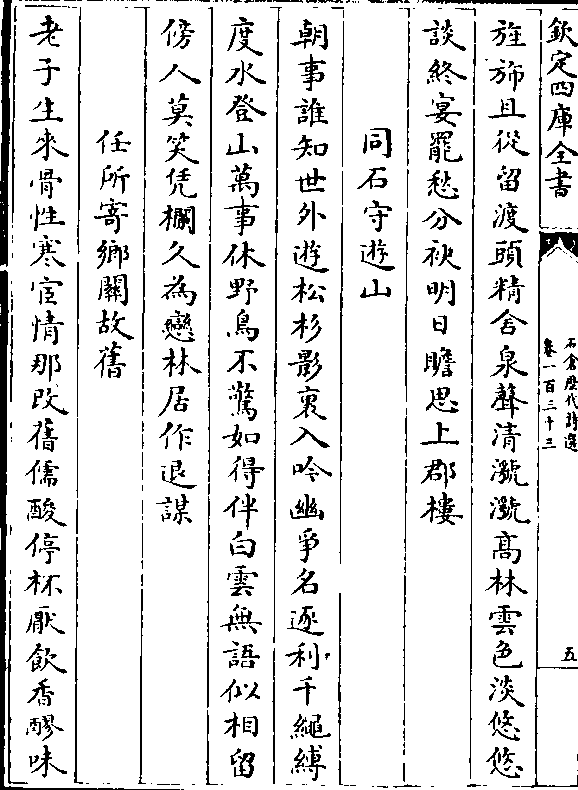 欽定四庫全書
石倉歴代詩選
卷一百三十三
五
旌斾且從留渡頭精舍泉聲清㶁㶁髙林雲色淡悠悠
談終宴罷愁分袂明日瞻思上郡樓
同石守遊山
朝事誰知世外遊松杉影裏入吟幽爭名逐利千繩縛
度水登山萬事休野鳥不驚如得伴白雲無語似相留
傍人莫笑凭欄久為戀林居作退謀
任所寄鄉關故舊
老子生來骨性寒宦情那改舊儒酸停杯厭飲香醪味